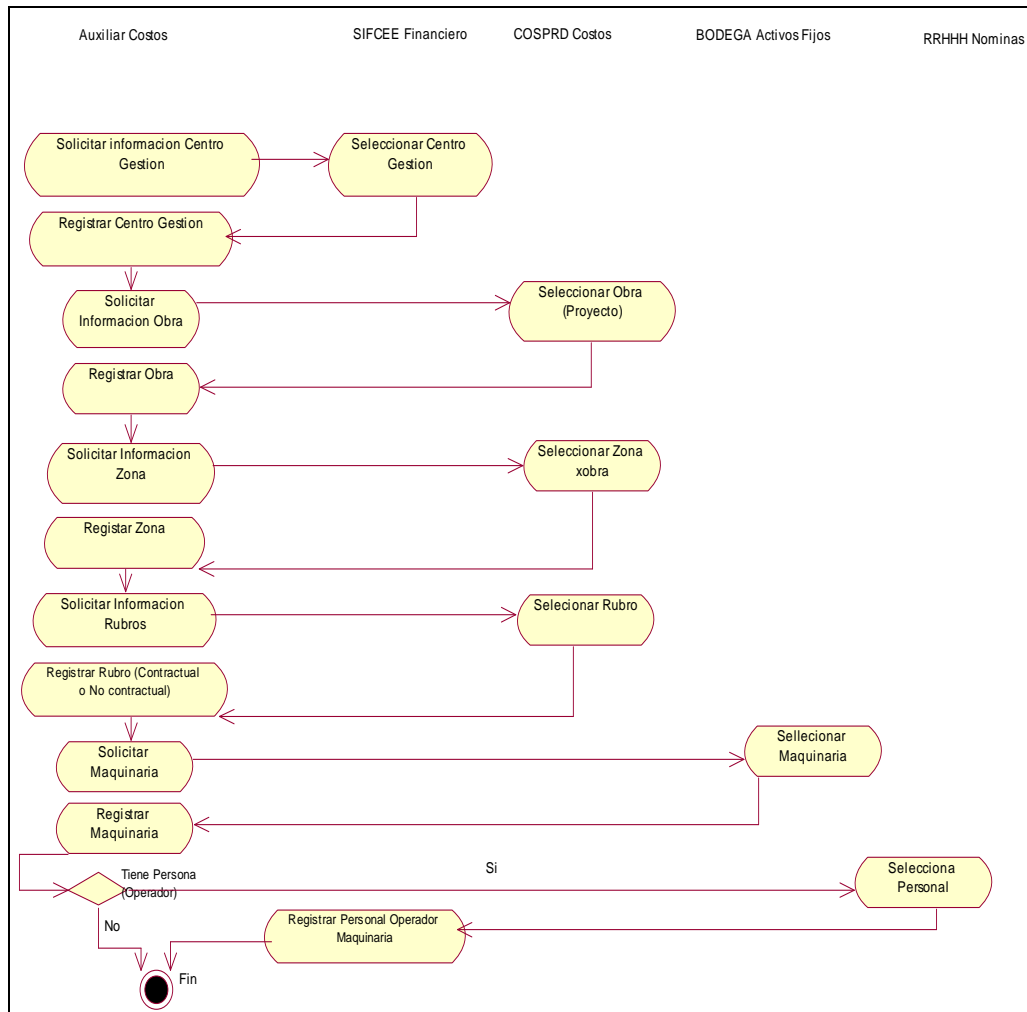 Auxiliar Costos
SIFCEE Financiero
COSPRD Costos
BODEGA Activos Fijos
RRHHH Nominas
Solicitar informacion Centro
Gestion
Seleccionar Centro
Gestion
Registrar Centro Gestion
Solicitar
Informacion Obra
Seleccionar Obra
(Proyecto)
Registrar Obra
Solicitar Informacion
Zona
Seleccionar Zona
xobra
Registar Zona
Solicitar Informacion
Rubros
Selecionar Rubro
Registrar Rubro (Contractual
o No contractual)
Solicitar
Maquinaria
Sellecionar
Maquinaria
Registrar
Maquinaria
Tiene Persona
(Operador)
Si
Selecciona
Personal
No
Registrar Personal Operador
Maquinaria
Fin